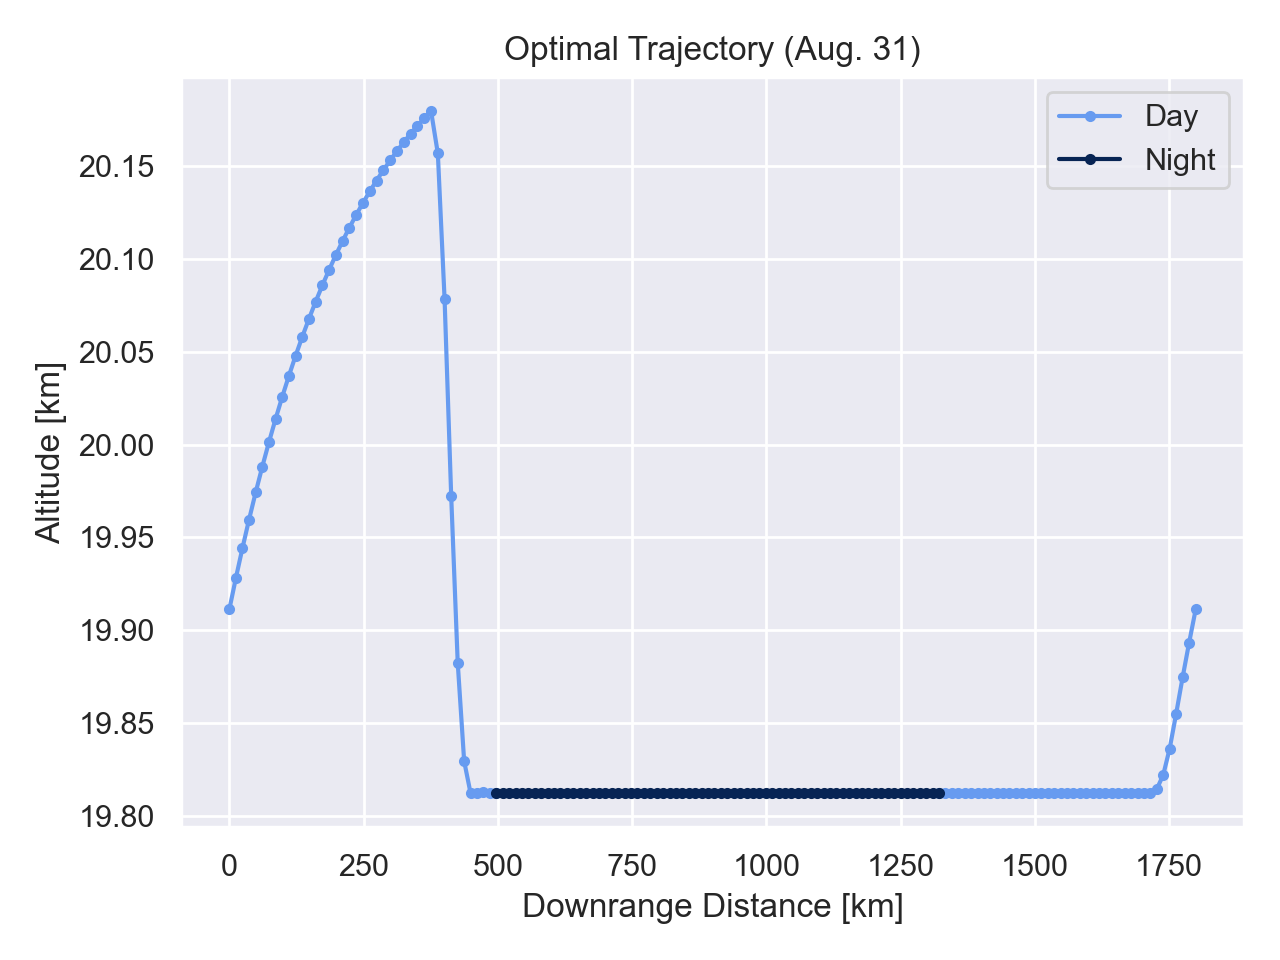 Optimal Trajectory (Aug. 31)
Day
Night
Altitude [km]
20.15
20.10
20.05
20.00
19.95
19.90
19.85
19.80
0 250 500 750 1000 1250 1500 1750
Downrange Distance [km]